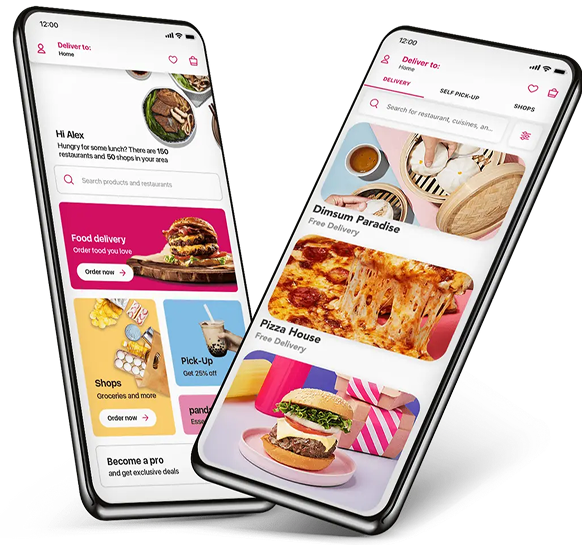 12:00
Deliver to:
Home
Hi Alex
Hungry for some lunch? There are 150
restaurants and 50 shops in your area
Search products and restaurants
Food delivery
Order food you love
Order now
Shops
Groceries and more
Order now
Pick-Up
Get 25% off
Become a pro
and get exclusive deals
12:00
Deliver to:
Home
DELIVERY
SELF PICK-UP
SHOPS
Search for restaurant, cuisines, an...
Dimsum Paradise
Free Delivery
Pizza House
Free Delivery